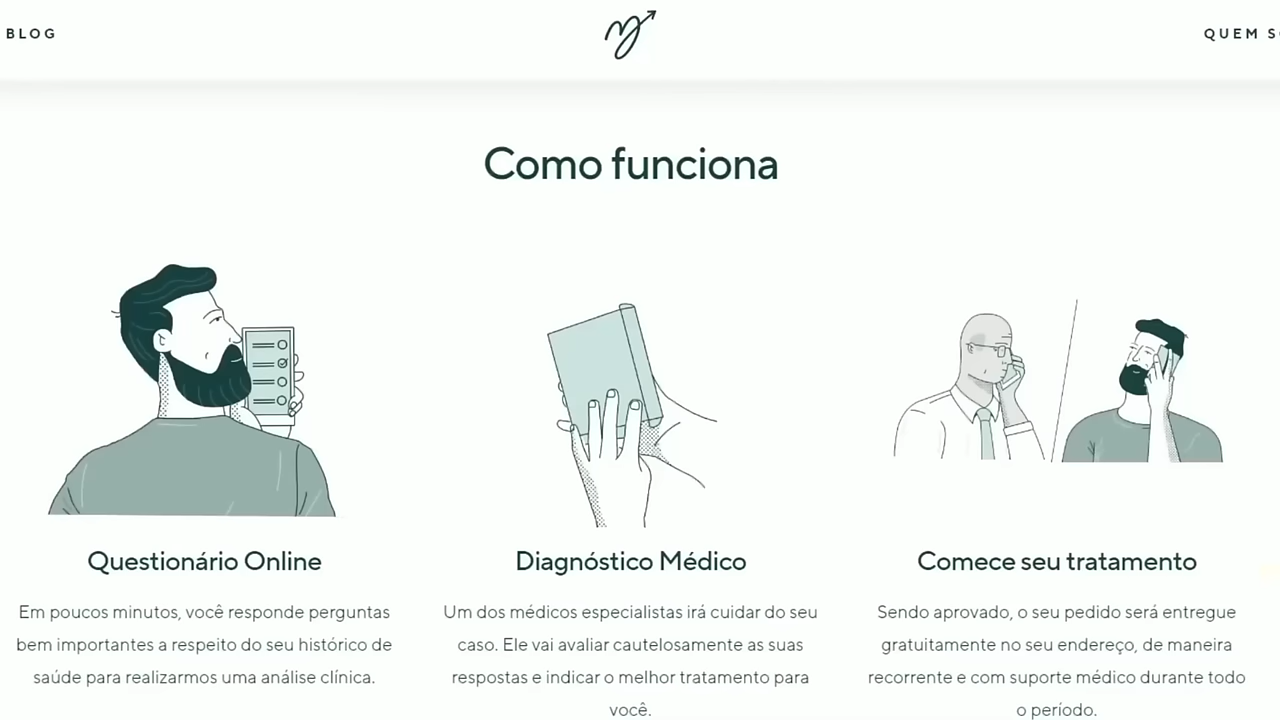 BLOG
QUEM
Como funciona
Questionário Online
Em poucos minutos, você responde perguntas
bem importantes a respeito do seu histórico de
saúde para realizarmos uma análise clínica.
Diagnóstico Médico
Um dos médicos especialistas irá cuidar do seu
caso. Ele vai avaliar cautelosamente as suas
respostas e indicar o melhor tratamento para
você.
Comece seu tratamento
Sendo aprovado, o seu pedido será entregue
gratuitamente no seu endereço, de maneira
recorrente e com suporte médico durante todo
o período.